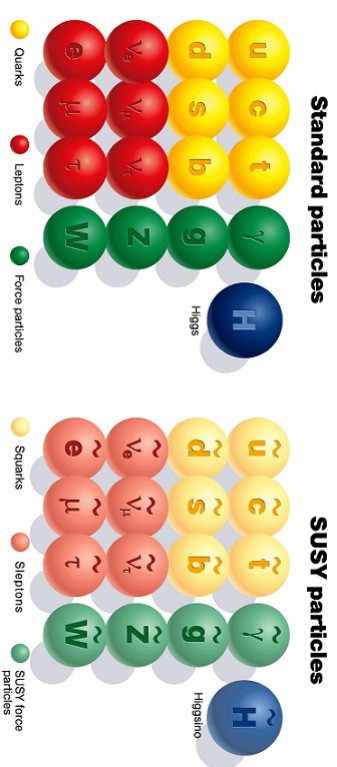 Standard particles
u c t γ
d s b g
νe νμ ντ Z
e μ τ W
H
Higgs
Quarks
Leptons
Force particles
SUSY particles
ũ c̃ t̃ γ̃
d̃ s̃ b̃ g̃
ν̃e ν̃μ ν̃τ Z̃
ẽ μ̃ τ̃ W̃
H̃
Higgsino
Squarks
Sleptons
SUSY force
particles